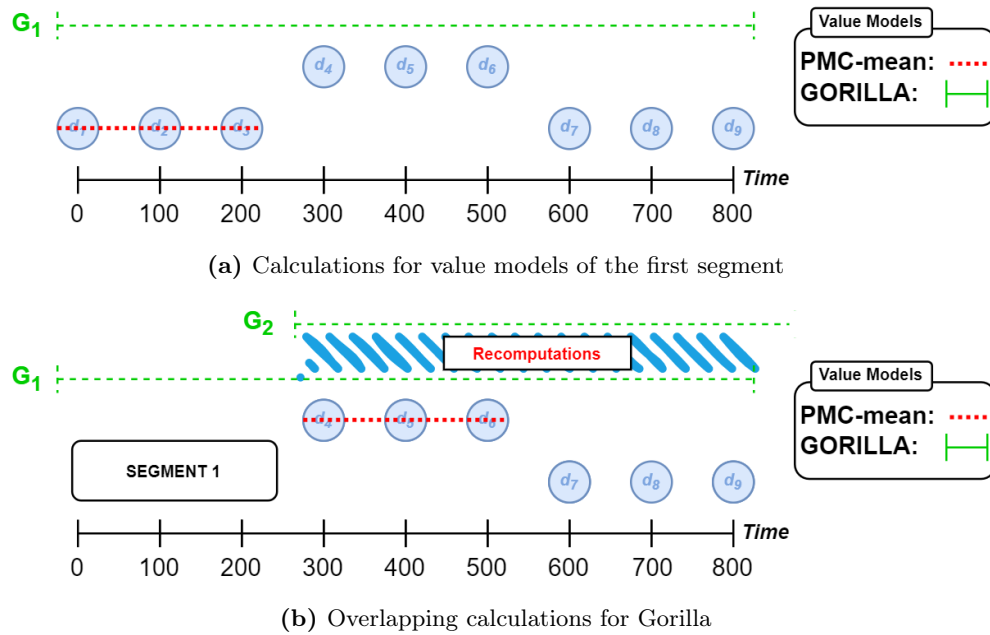 G1
Value Models
PMC-mean:
GORILLA:
d4 d5 d6
d1 d2 d3 d7 d8 d9
Time
0 100 200 300 400 500 600 700 800
(a) Calculations for value models of the first segment
G2
Recomputations
G1
Value Models
PMC-mean:
GORILLA:
d4 d5 d6
SEGMENT 1
d7 d8 d9
Time
0 100 200 300 400 500 600 700 800
(b) Overlapping calculations for Gorilla